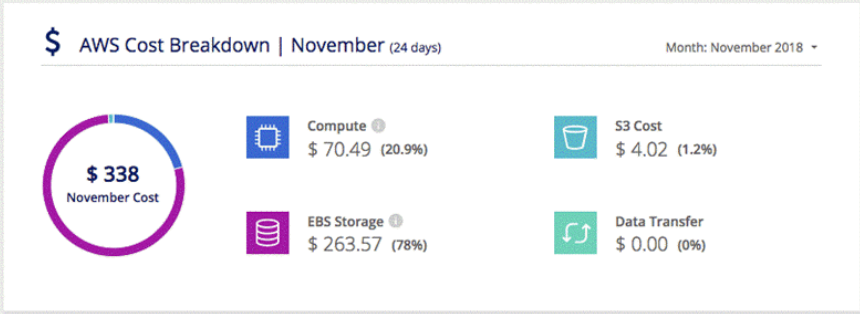 $ AWS Cost Breakdown | November (24 days)
Month: November 2018
$ 338
November Cost
Compute i
$ 70.49 (20.9%)
S3 Cost
$ 4.02 (1.2%)
EBS Storage i
$ 263.57 (78%)
Data Transfer
$ 0.00 (0%)